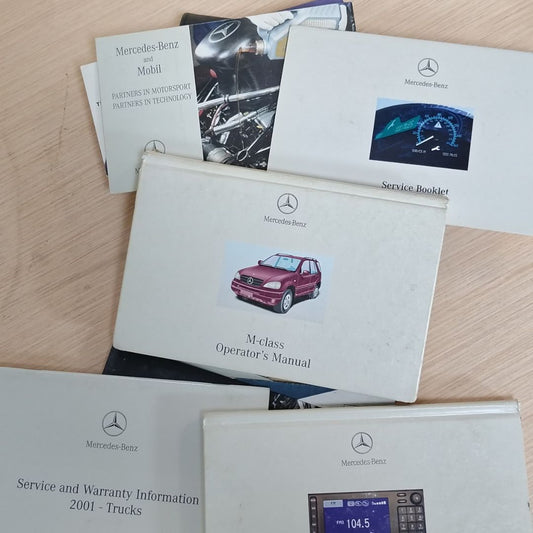 Mercedes-Benz
and
Mobil
PARTNERS IN MOTORSPORT
PARTNERS IN TECHNOLOGY
Mercedes-Benz
Service Booklet
Mercedes-Benz
M-class
Operator's Manual
Mercedes-Benz
Service and Warranty Information
2001 - Trucks
Mercedes-Benz
104.5